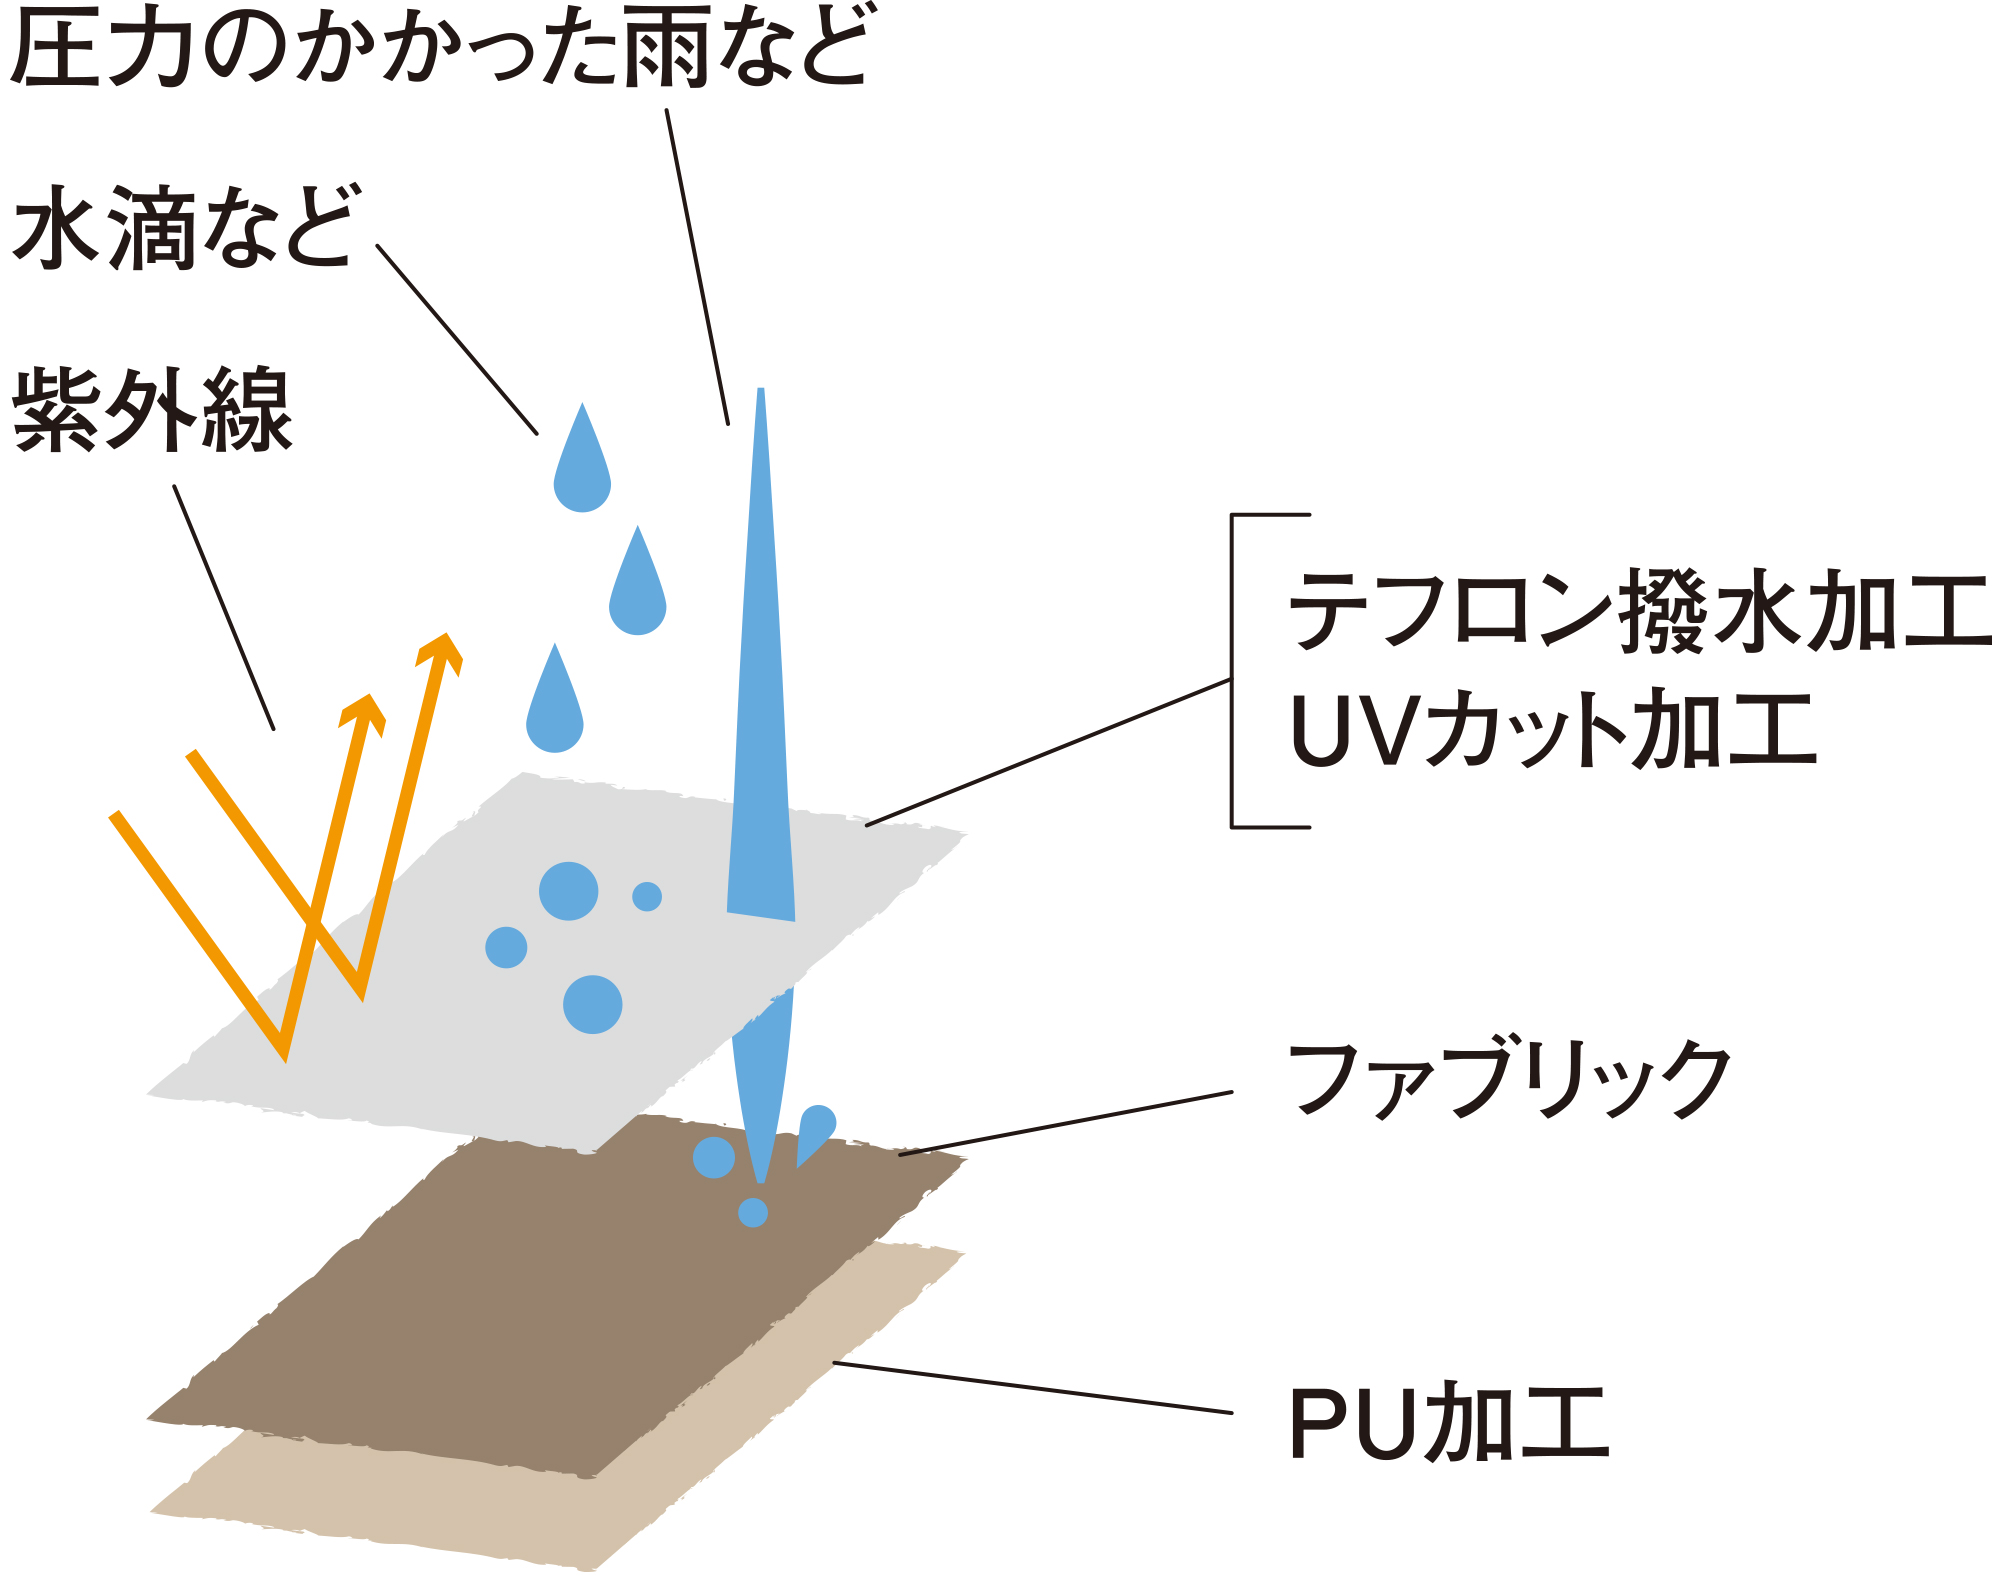 圧力のかかった雨など
水滴など
紫外線
テフロン撥水加工
UVカット加工
ファブリック
PU加工